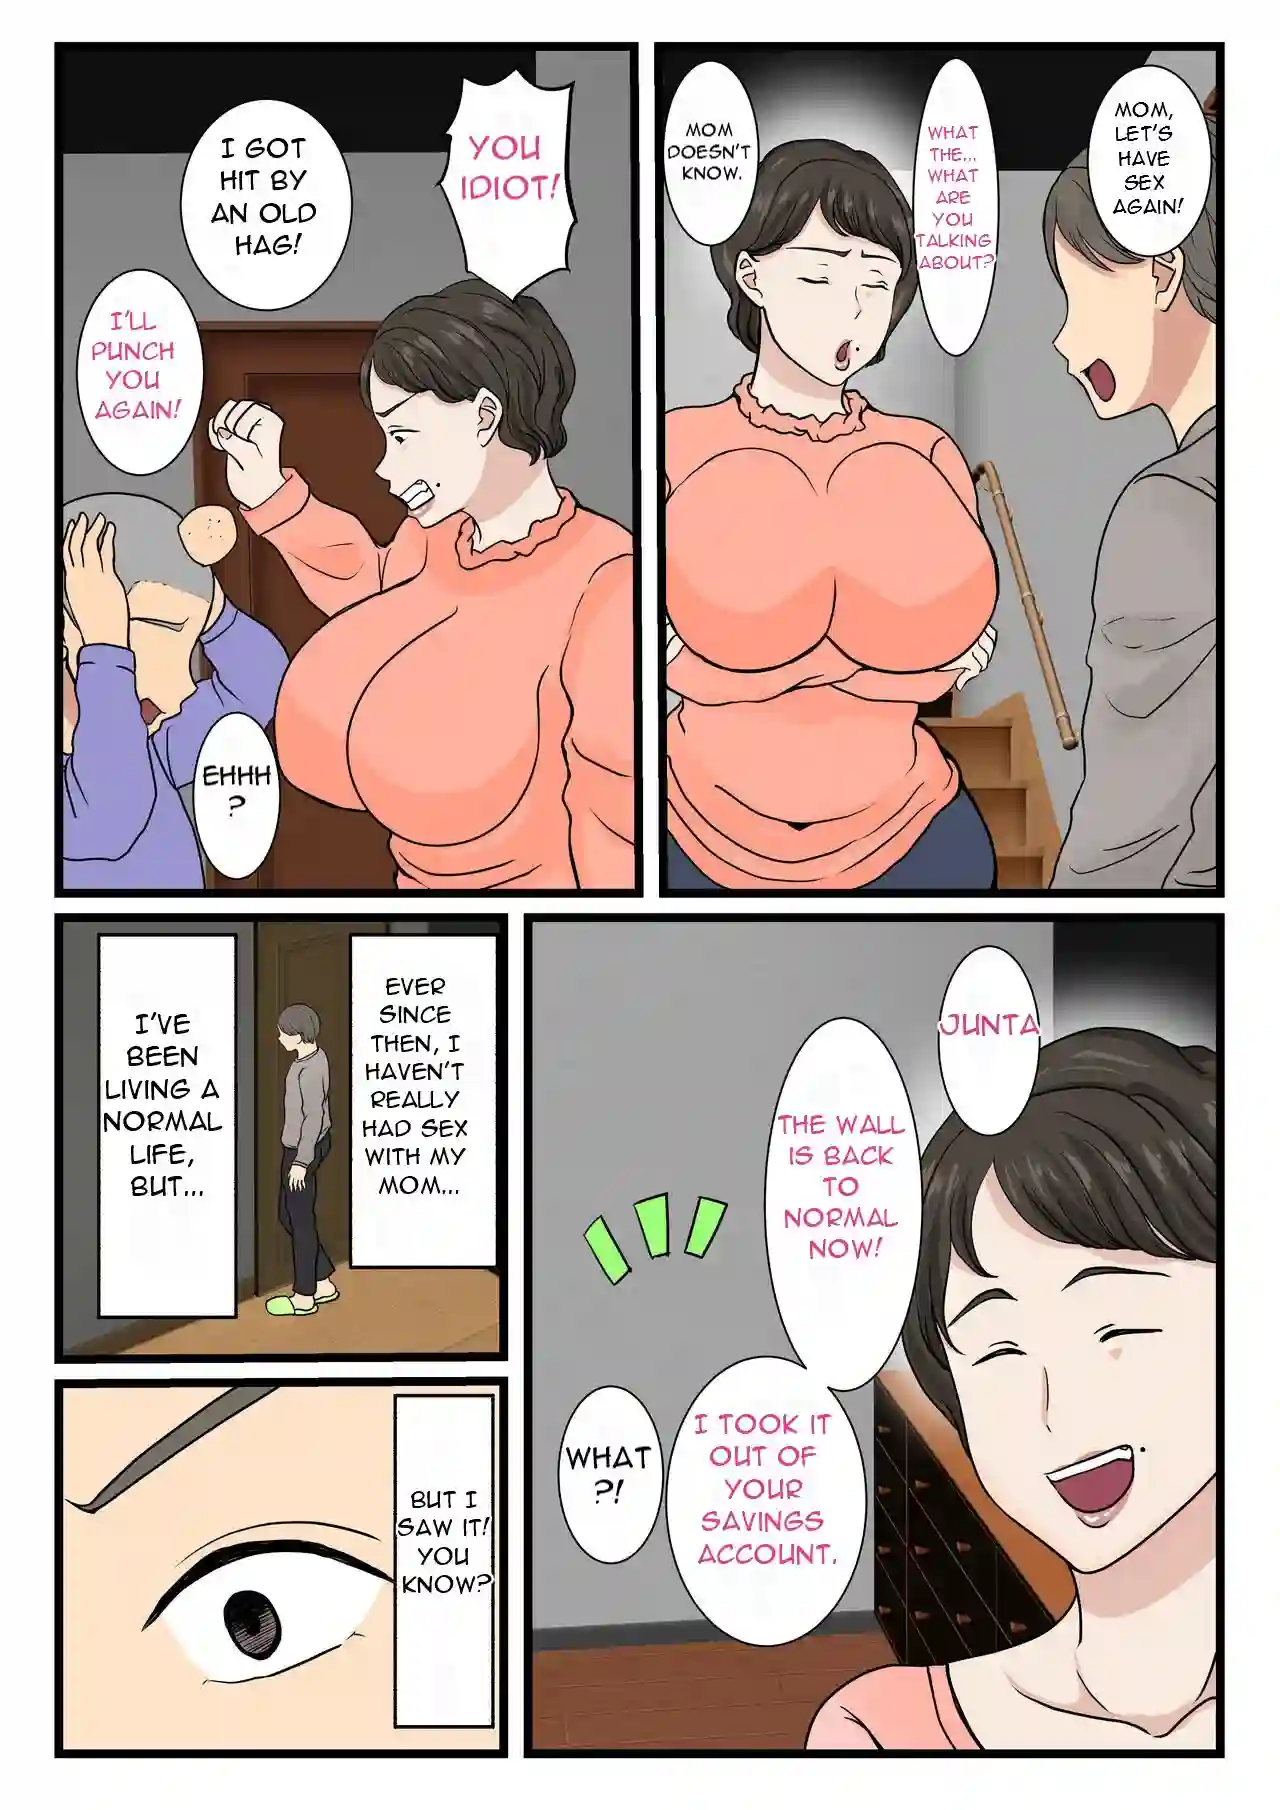 MOM,
LET'S
HAVE
SEX
AGAIN!
WHAT
THE...
WHAT
ARE
YOU
TALKING
ABOUT?
MOM
DOESN'T
KNOW.
YOU
IDIOT!
I GOT
HIT BY
AN OLD
HAG!
I'LL
PUNCH
YOU
AGAIN!
EHHH
?
JUNTA
THE WALL
IS BACK
TO
NORMAL
NOW!
I TOOK IT
OUT OF
YOUR
SAVINGS
ACCOUNT.
WHAT
?!
EVER
SINCE
THEN, I
HAVEN'T
REALLY
HAD SEX
WITH MY
MOM...
I'VE
BEEN
LIVING A
NORMAL
LIFE,
BUT...
BUT I
SAW IT!
YOU
KNOW?